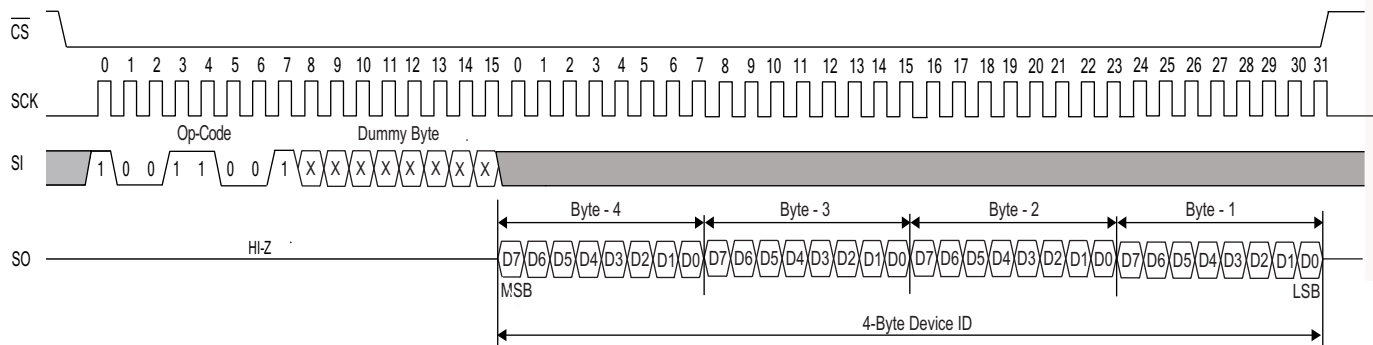 CS
0 1 2 3 4 5 6 7 8 9 10 11 12 13 14 15 0 1 2 3 4 5 6 7 8 9 10 11 12 13 14 15 16 17 18 19 20 21 22 23 24 25 26 27 28 29 30 31
SCK
Op-Code Dummy Byte
SI 1 0 0 1 1 0 0 1 X X X X X X X X
Byte - 4 Byte - 3 Byte - 2 Byte - 1
HI-Z
SO D7 D6 D5 D4 D3 D2 D1 D0 D7 D6 D5 D4 D3 D2 D1 D0 D7 D6 D5 D4 D3 D2 D1 D0 D7 D6 D5 D4 D3 D2 D1 D0
MSB LSB
4-Byte Device ID